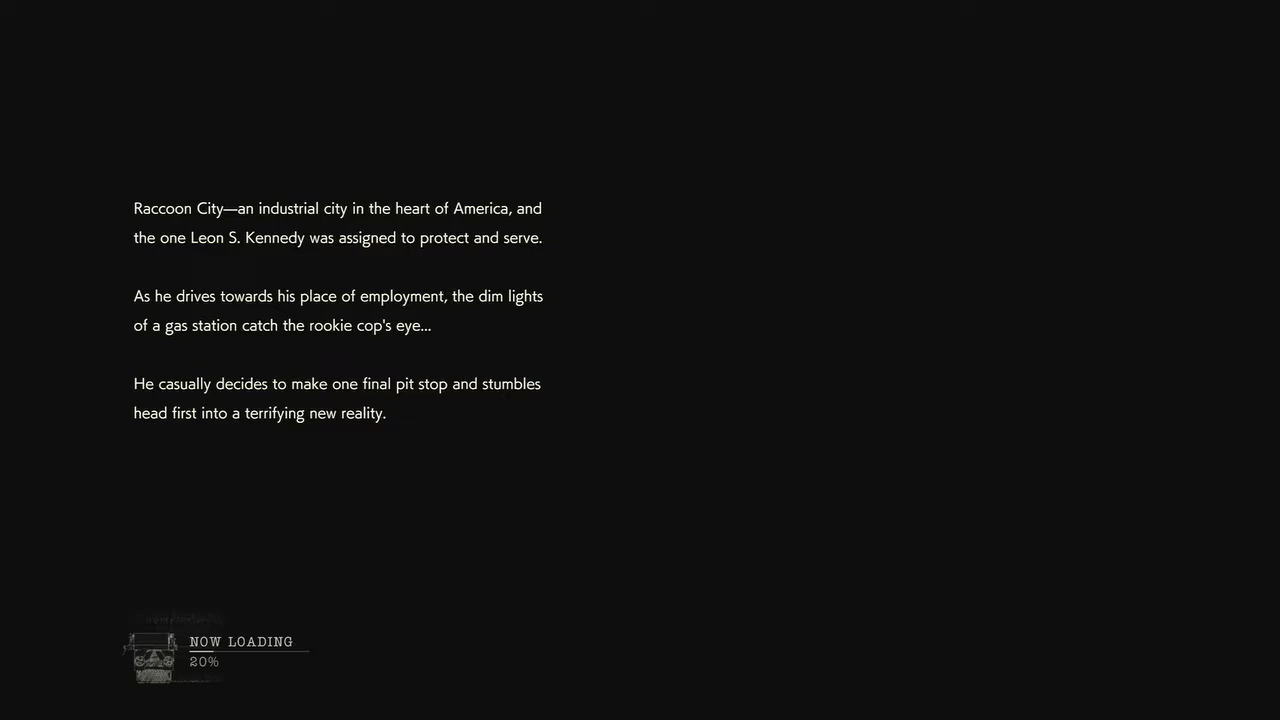 Raccoon City—an industrial city in the heart of America, and
the one Leon S. Kennedy was assigned to protect and serve.
As he drives towards his place of employment, the dim lights
of a gas station catch the rookie cop's eye...
He casually decides to make one final pit stop and stumbles
head first into a terrifying new reality.
NOW LOADING
20%